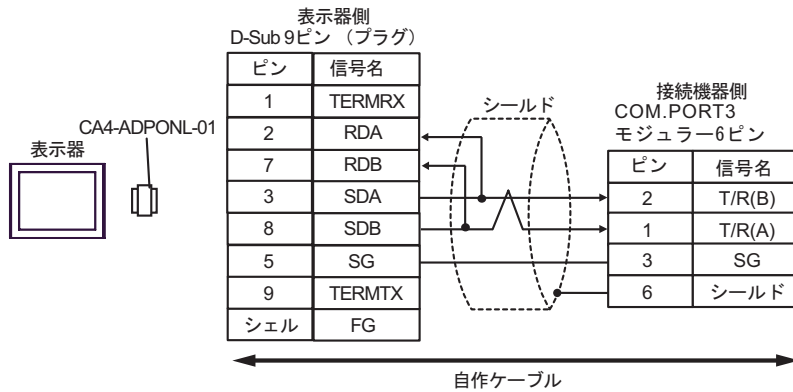 表示器側
D-Sub 9ピン （プラグ）
ピン 信号名
1 TERMRX
2 RDA
7 RDB
3 SDA
8 SDB
5 SG
9 TERMTX
シェル FG
CA4-ADPONL-01
表示器
シールド
接続機器側
COM.PORT3
モジュラー6ピン
ピン 信号名
2 T/R(B)
1 T/R(A)
3 SG
6 シールド
自作ケーブル